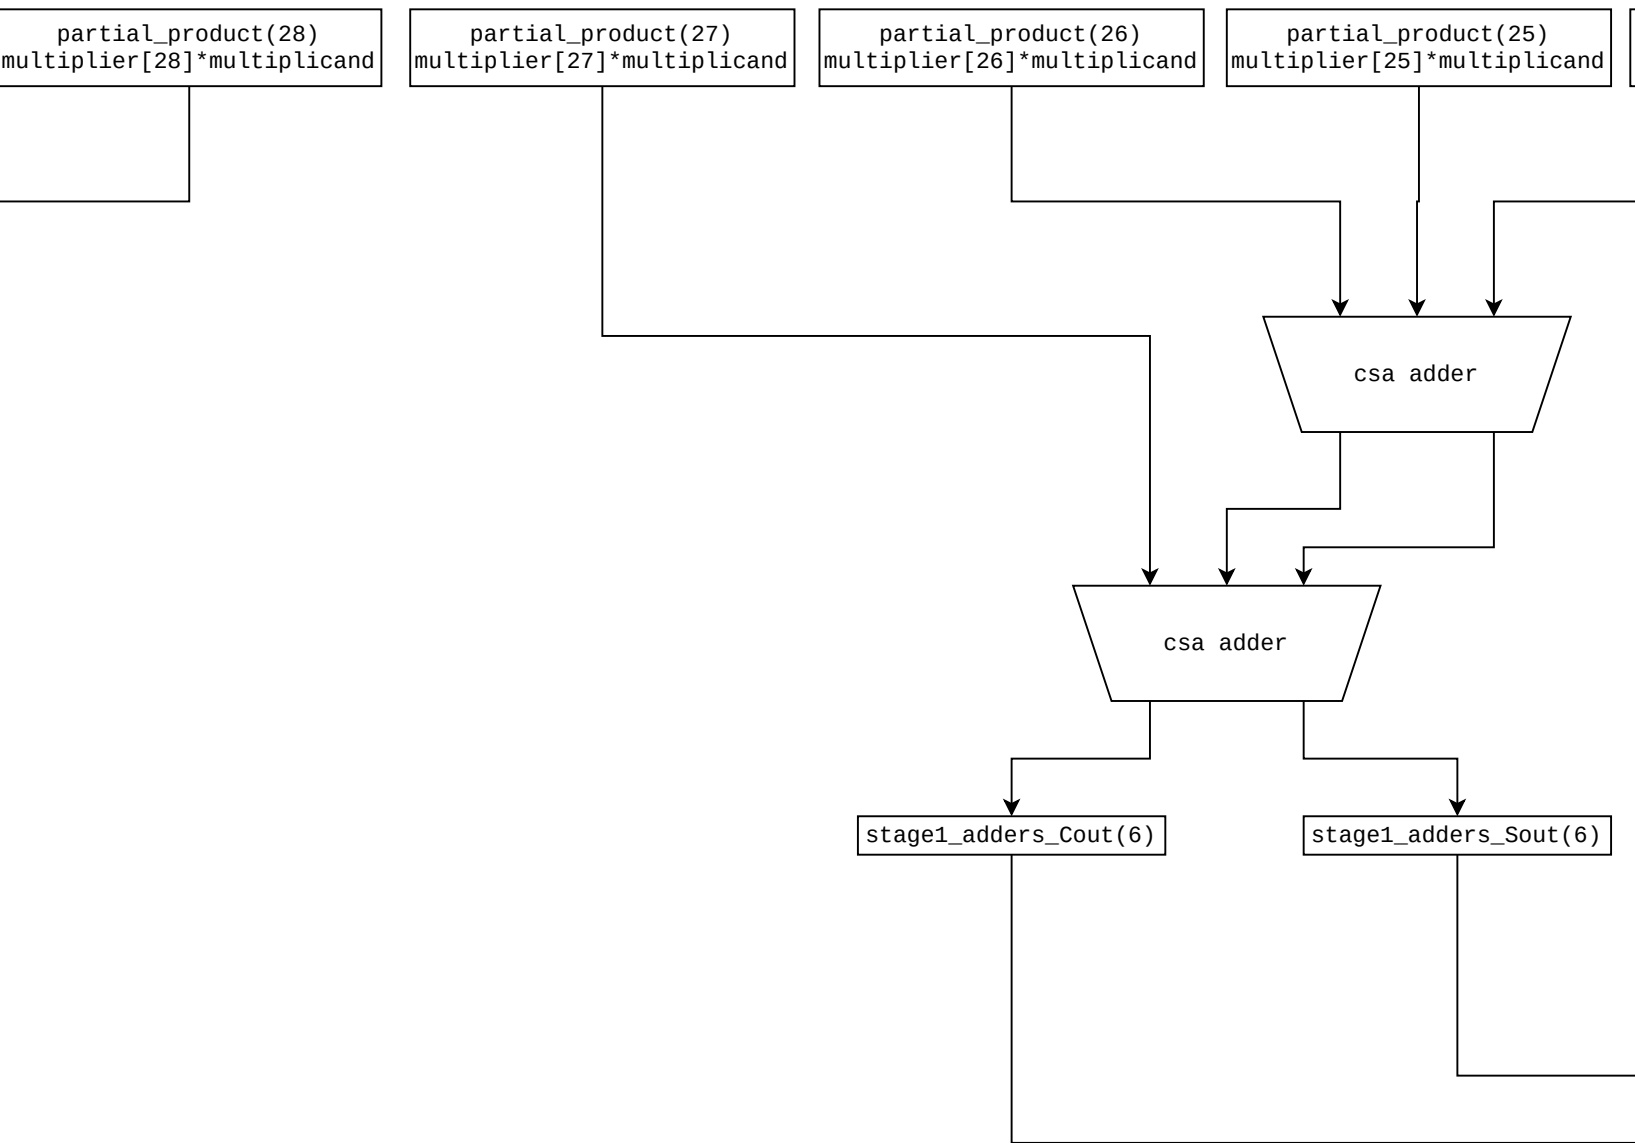 partial_product(28)
multiplier[28]*multiplicand
partial_product(27)
multiplier[27]*multiplicand
partial_product(26)
multiplier[26]*multiplicand
partial_product(25)
multiplier[25]*multiplicand
csa adder
csa adder
stage1_adders_Cout(6)
stage1_adders_Sout(6)